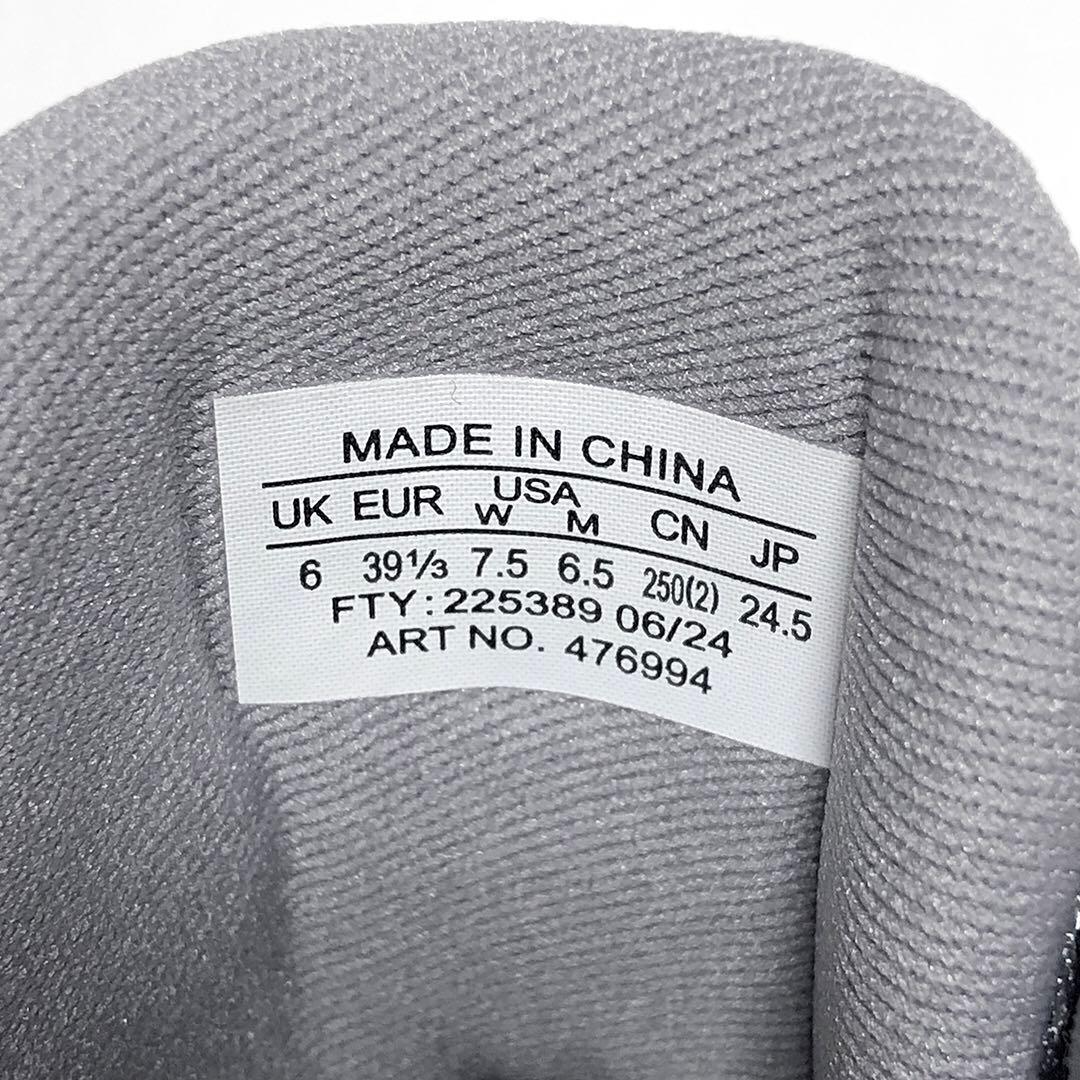 MADE IN CHINA
UK EUR USA CN JP
W M
6 39⅓ 7.5 6.5 250(2) 24.5
FTY: 225389 06/24
ART NO. 476994